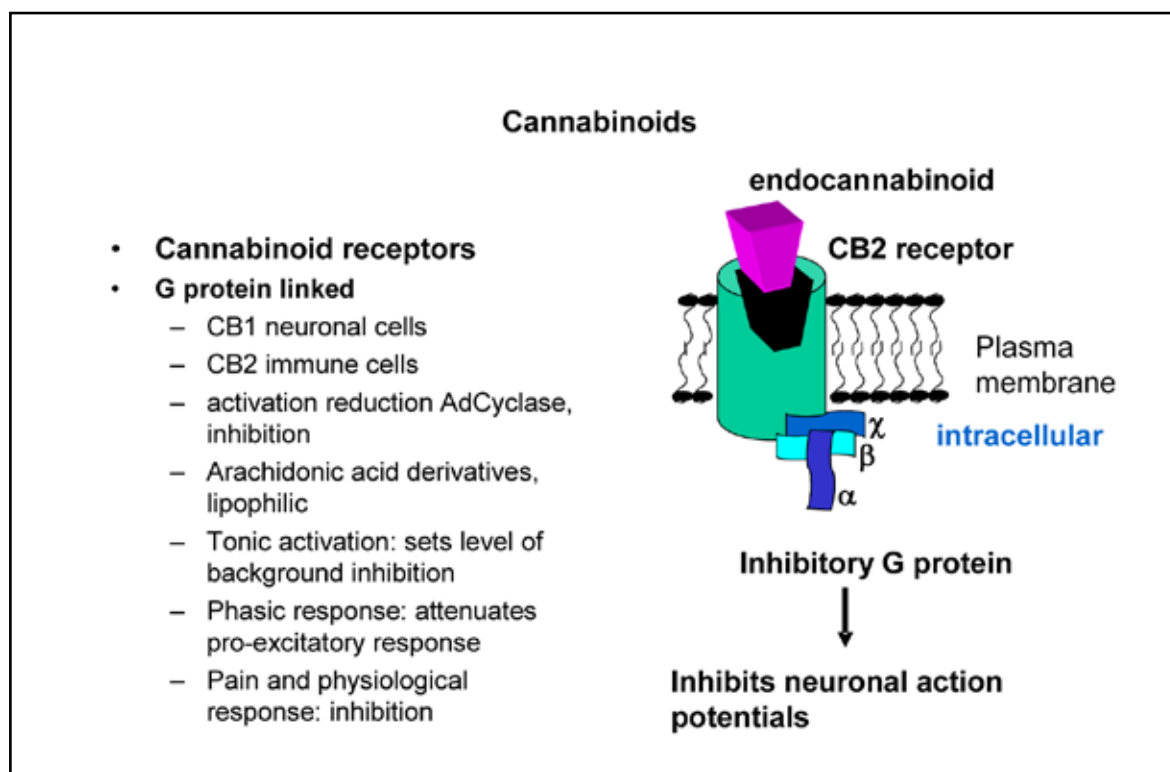 Cannabinoids
• Cannabinoid receptors
• G protein linked
– CB1 neuronal cells
– CB2 immune cells
– activation reduction AdCyclase,
inhibition
– Arachidonic acid derivatives,
lipophilic
– Tonic activation: sets level of
background inhibition
– Phasic response: attenuates
pro-excitatory response
– Pain and physiological
response: inhibition
endocannabinoid
CB2 receptor
Plasma
membrane
intracellular
χ
β
α
Inhibitory G protein
Inhibits neuronal action
potentials